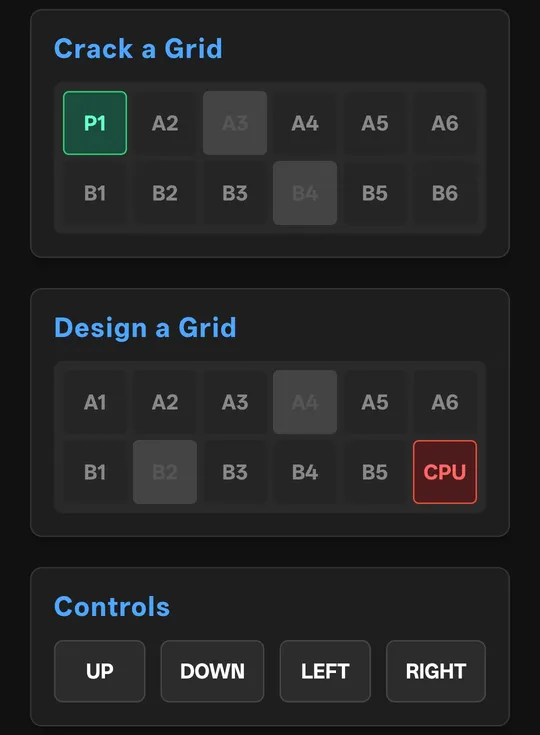 Crack a Grid
P1 A2 A3 A4 A5 A6
B1 B2 B3 B4 B5 B6
Design a Grid
A1 A2 A3 A4 A5 A6
B1 B2 B3 B4 B5 CPU
Controls
UP DOWN LEFT RIGHT